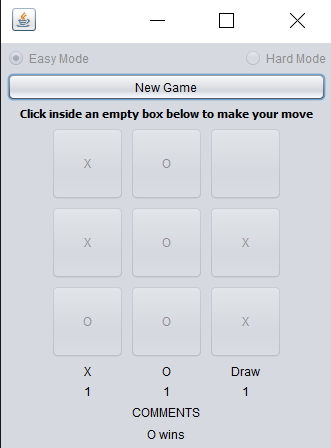 Easy Mode Hard Mode
New Game
Click inside an empty box below to make your move
X O
X O X
O O X
X O Draw
1 1 1
COMMENTS
O wins